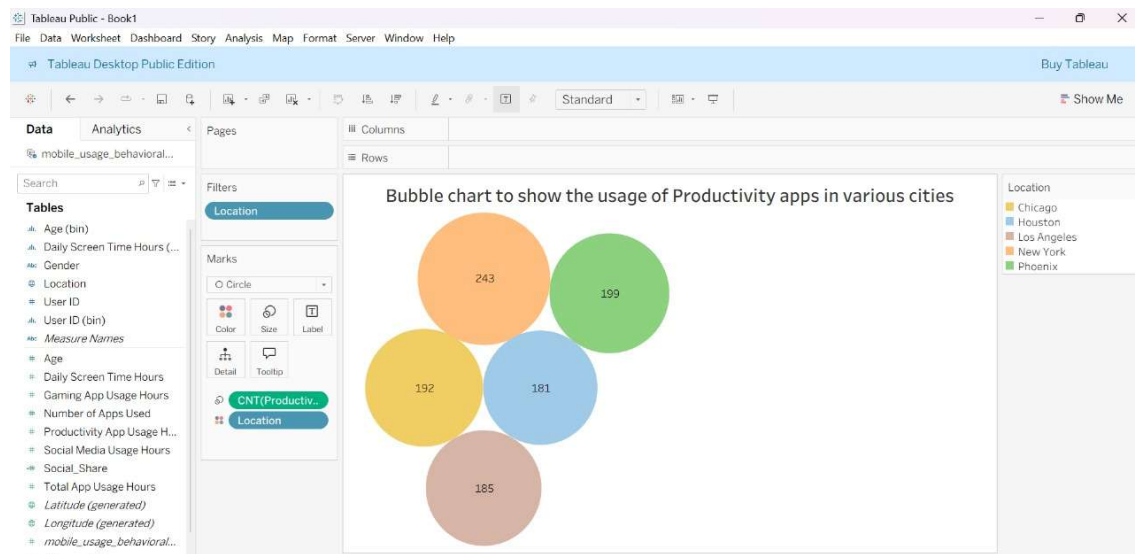 Tableau Public - Book1
File Data Worksheet Dashboard Story Analysis Map Format Server Window Help
Tableau Desktop Public Edition
Buy Tableau
Standard
Show Me
Data Analytics
mobile_usage_behavioral...
Search
Tables
Age (bin)
Daily Screen Time Hours (...
Abc Gender
Location
# User ID
User ID (bin)
Abc Measure Names
# Age
# Daily Screen Time Hours
# Gaming App Usage Hours
# Number of Apps Used
# Productivity App Usage H...
# Social Media Usage Hours
Social_Share
# Total App Usage Hours
Latitude (generated)
Longitude (generated)
# mobile_usage_behavioral...
Pages
Filters
Location
Marks
Circle
Color Size Label
Detail Tooltip
CNT(Productiv..
Location
Columns
Rows
Bubble chart to show the usage of Productivity apps in various cities
243
199
192
181
185
Location
Chicago
Houston
Los Angeles
New York
Phoenix